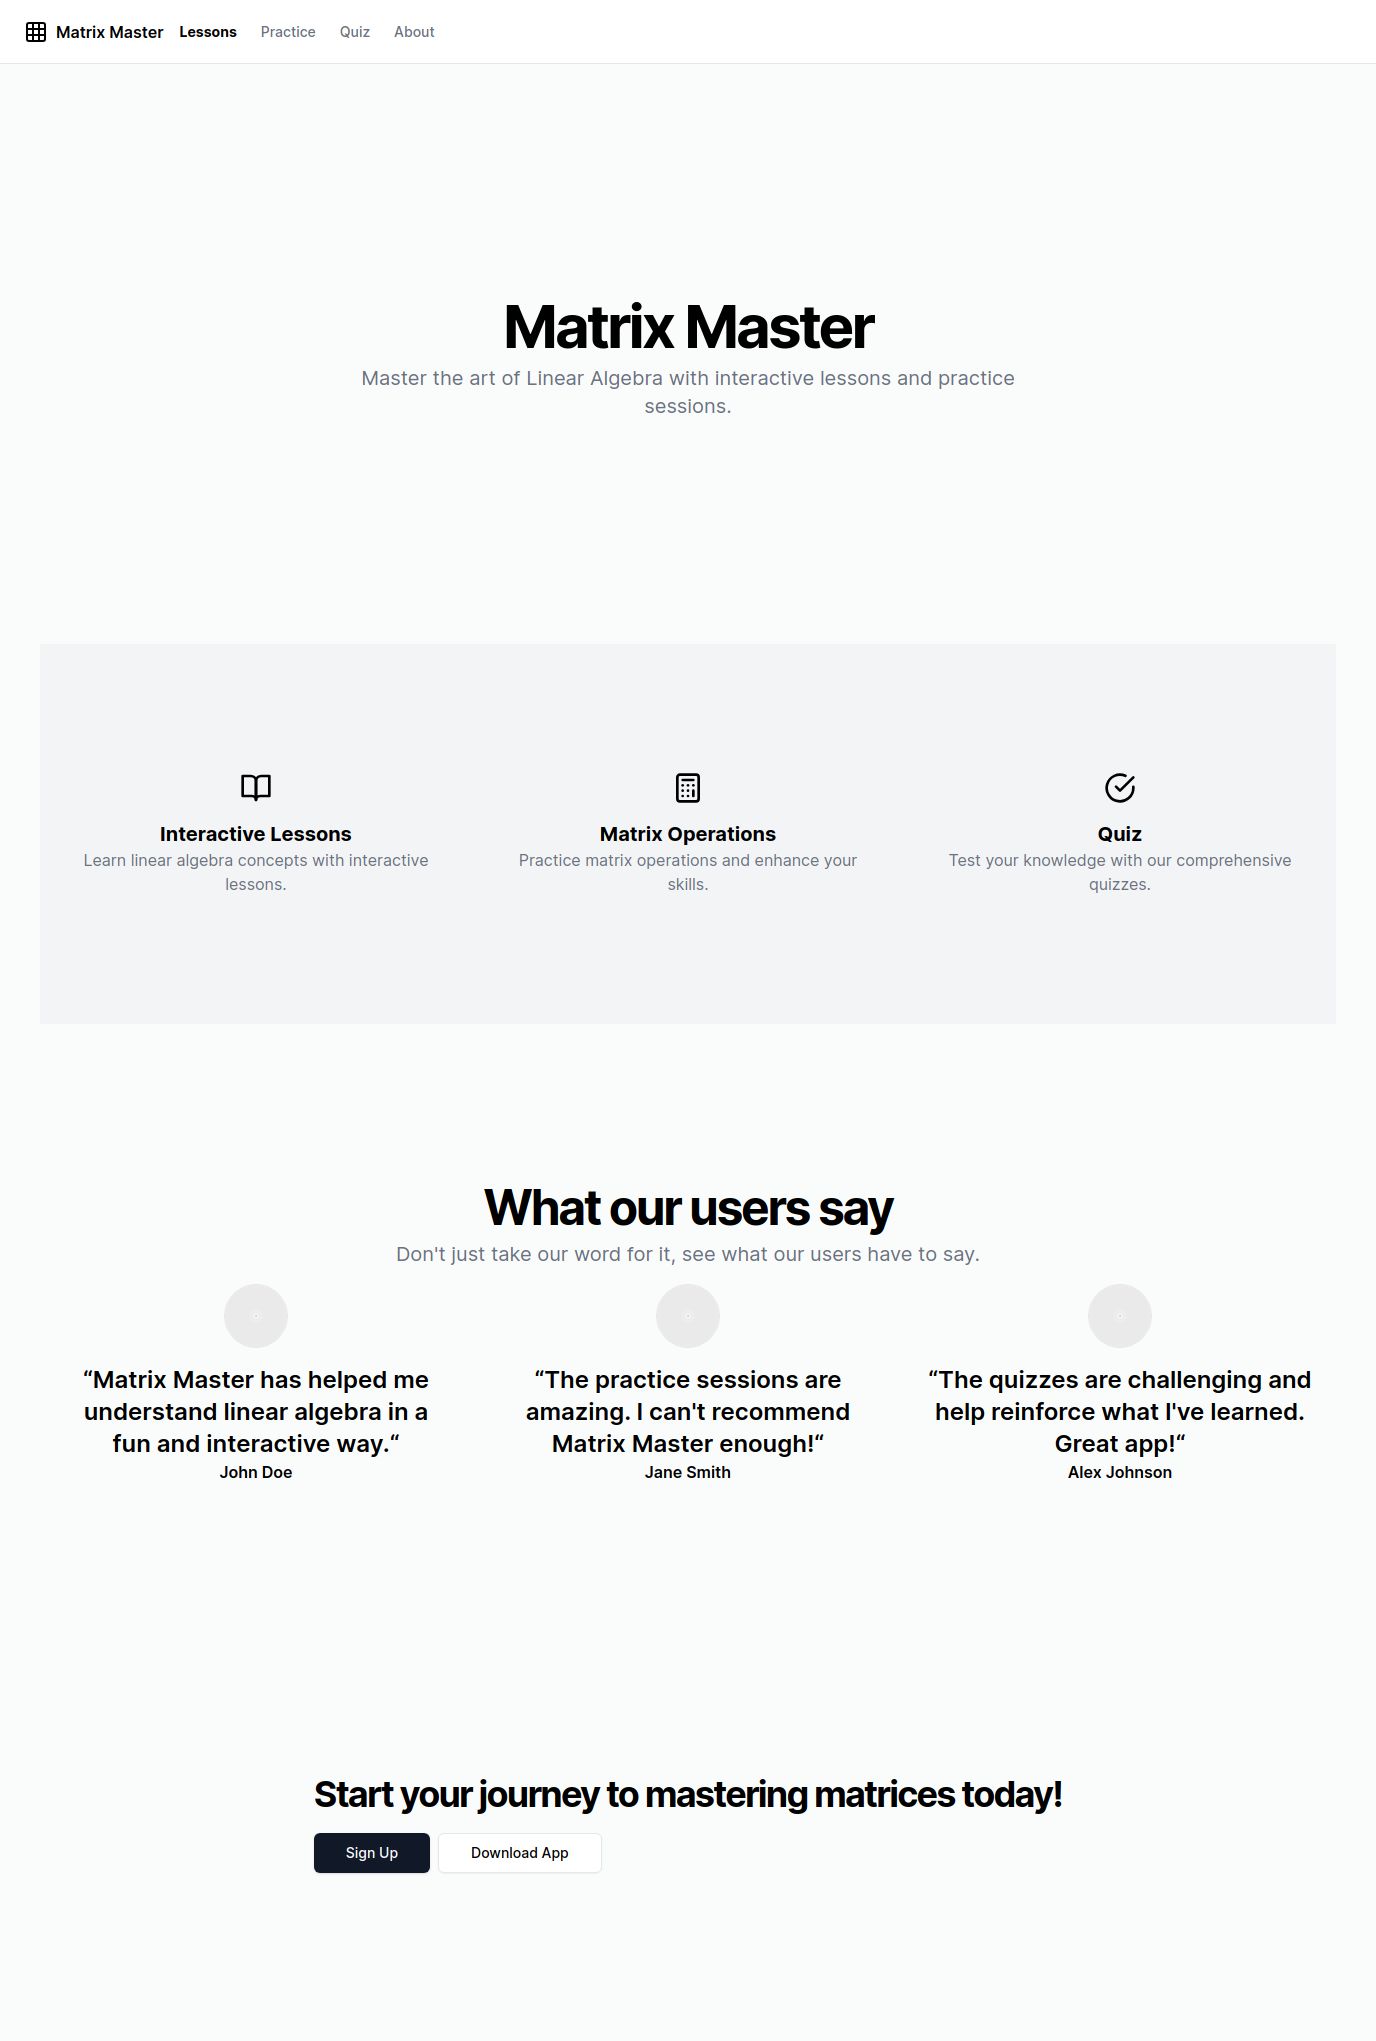 Matrix Master Lessons Practice Quiz About
Matrix Master
Master the art of Linear Algebra with interactive lessons and practice
sessions.
Interactive Lessons
Learn linear algebra concepts with interactive
lessons.
Matrix Operations
Practice matrix operations and enhance your
skills.
Quiz
Test your knowledge with our comprehensive
quizzes.
What our users say
Don't just take our word for it, see what our users have to say.
“Matrix Master has helped me
understand linear algebra in a
fun and interactive way.“
John Doe
“The practice sessions are
amazing. I can't recommend
Matrix Master enough!“
Jane Smith
“The quizzes are challenging and
help reinforce what I've learned.
Great app!“
Alex Johnson
Start your journey to mastering matrices today!
Sign Up
Download App